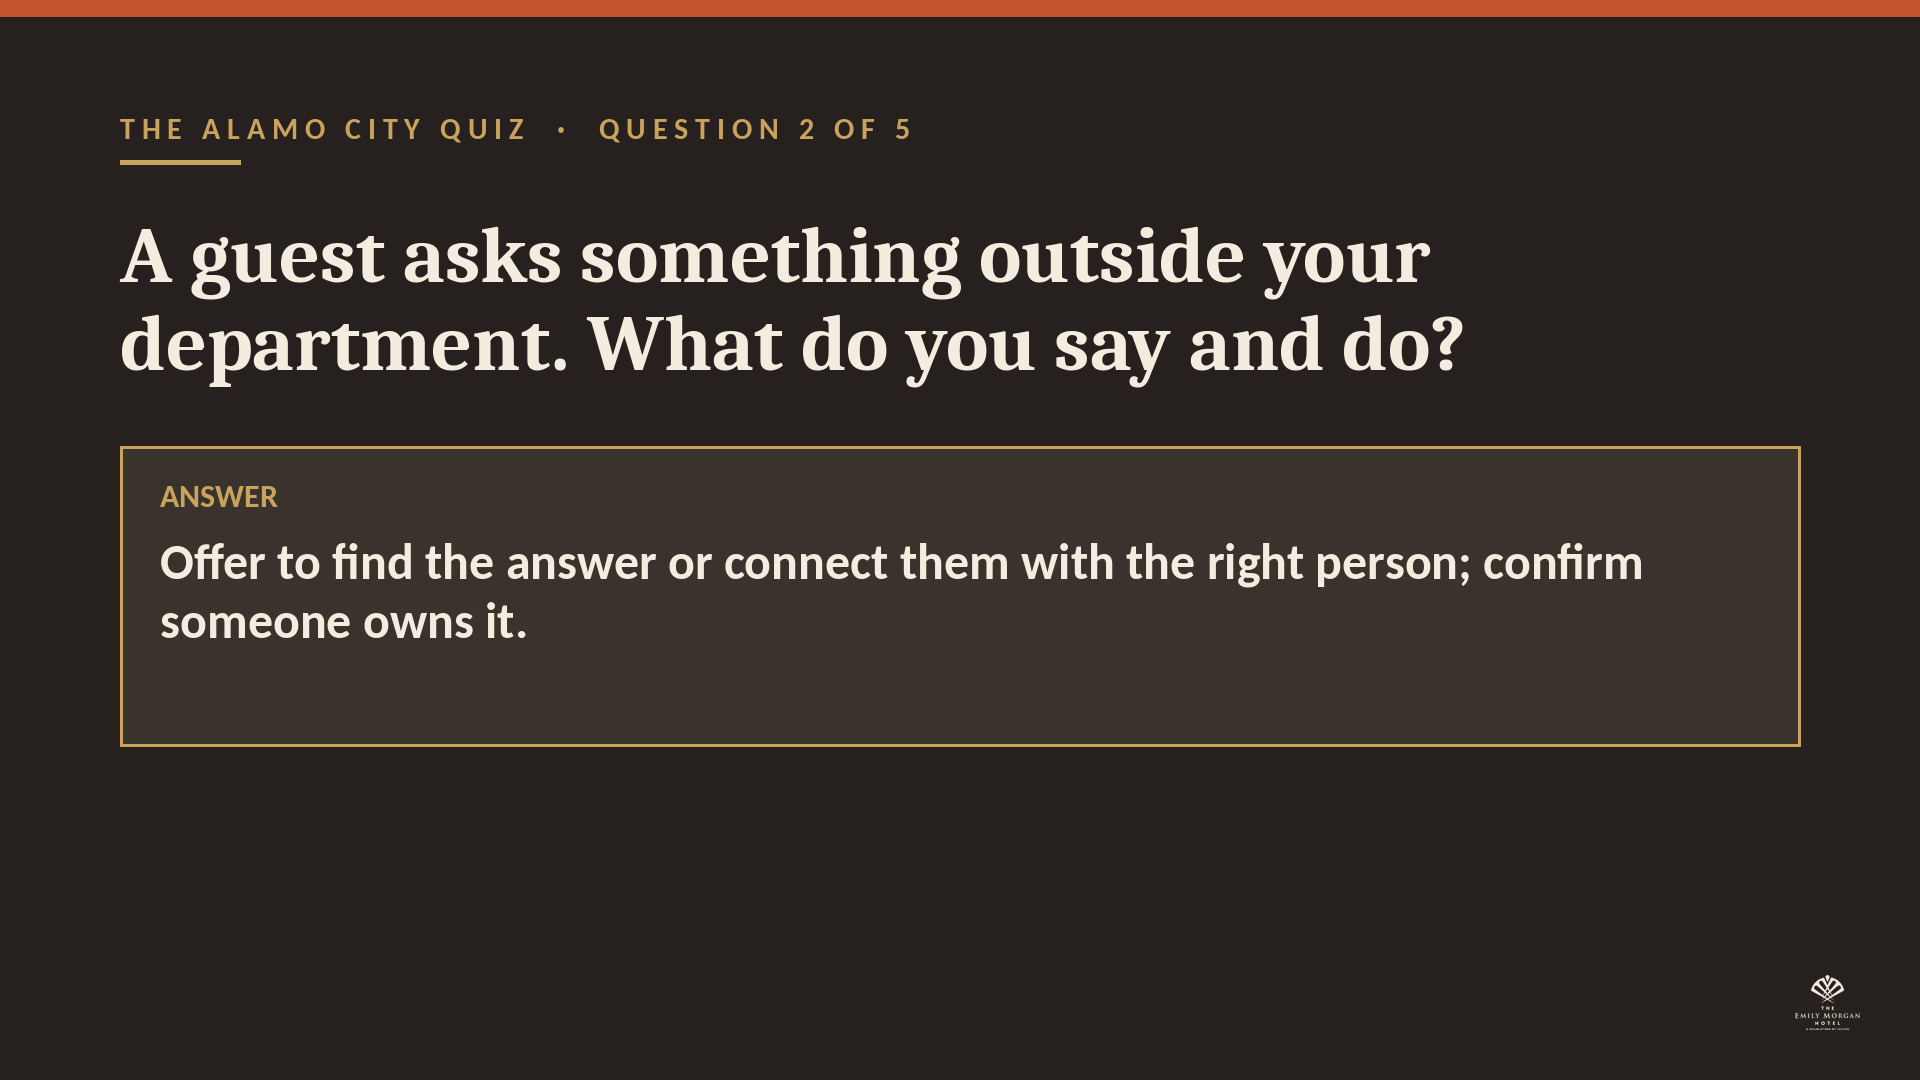 THE ALAMO CITY QUIZ · QUESTION 2 OF 5
A guest asks something outside your
department. What do you say and do?
ANSWER
Offer to find the answer or connect them with the right person; confirm
someone owns it.
THE
EMILY MORGAN
HOTEL